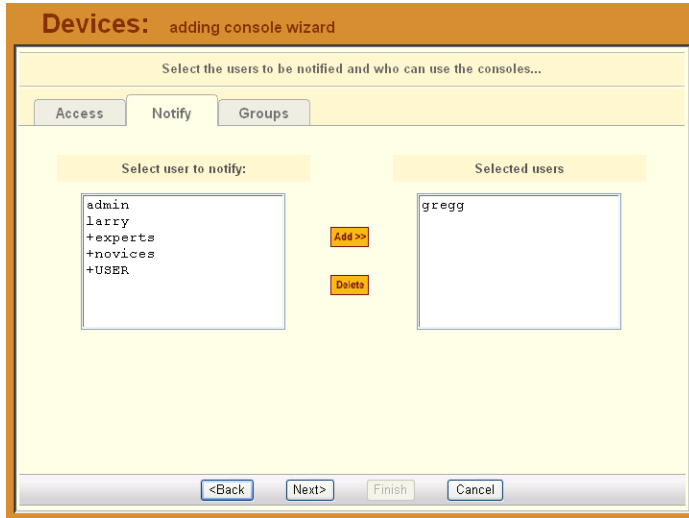 Devices: adding console wizard
Select the users to be notified and who can use the consoles...
Access Notify Groups
Select user to notify: Selected users
admin
larry
+experts
+novices
+USER
gregg
Add >>
Delete
<Back Next> Finish Cancel